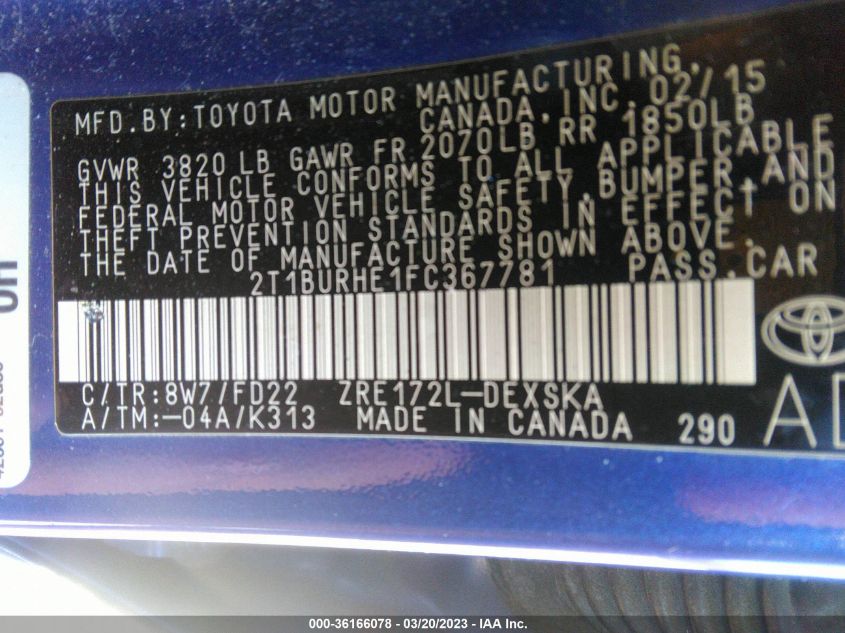 MFD.BY:TOYOTA MOTOR MANUFACTURING,
CANADA,INC. 02/15
GVWR 3820 LB GAWR FR 2070LB RR 1850LB
THIS VEHICLE CONFORMS TO ALL APPLICABLE
FEDERAL MOTOR VEHICLE SAFETY,BUMPER,AND
THEFT PREVENTION STANDARDS IN EFFECT ON
THE DATE OF MANUFACTURE SHOWN ABOVE.
2T1BURHE1FC367781 PASS.CAR
C/TR:8W7/FD22 ZRE172L-DEXSKA
A/TM:-04A/K313 MADE IN CANADA 290
000-36166078 - 03/20/2023 - IAA Inc.